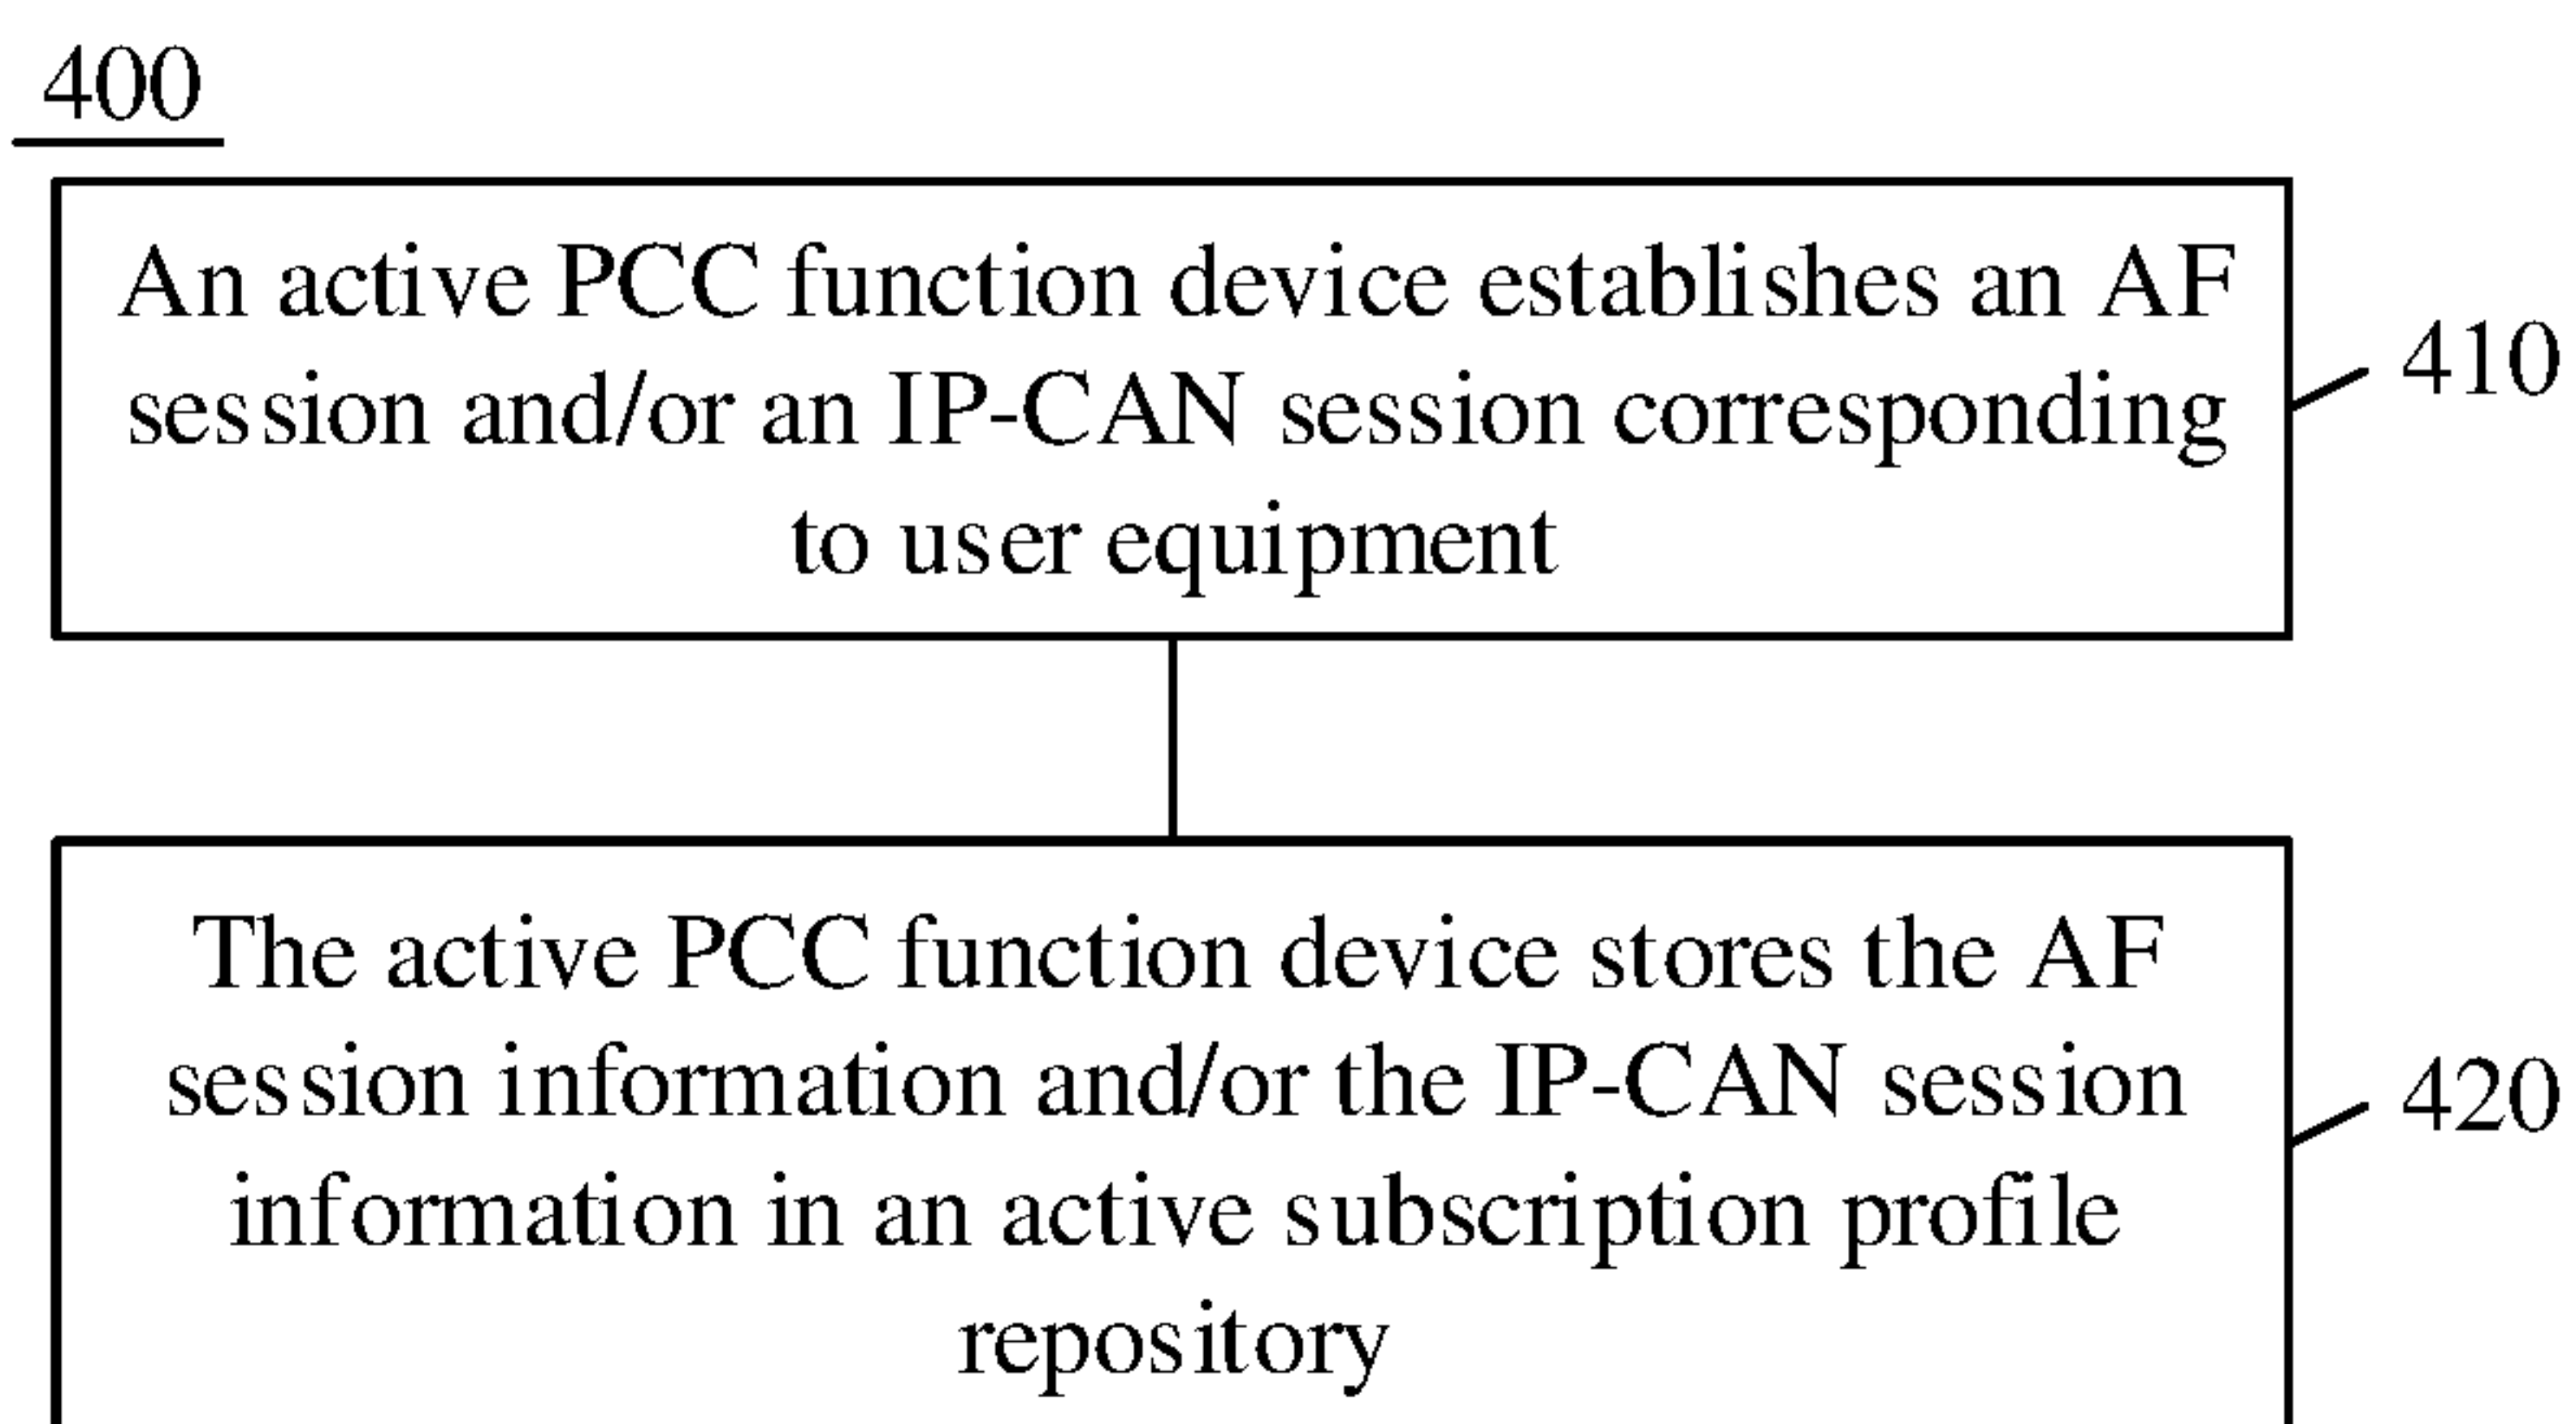 400
An active PCC function device establishes an AF
session and/or an IP-CAN session corresponding
to user equipment
410
The active PCC function device stores the AF
session information and/or the IP-CAN session
information in an active subscription profile
repository
420